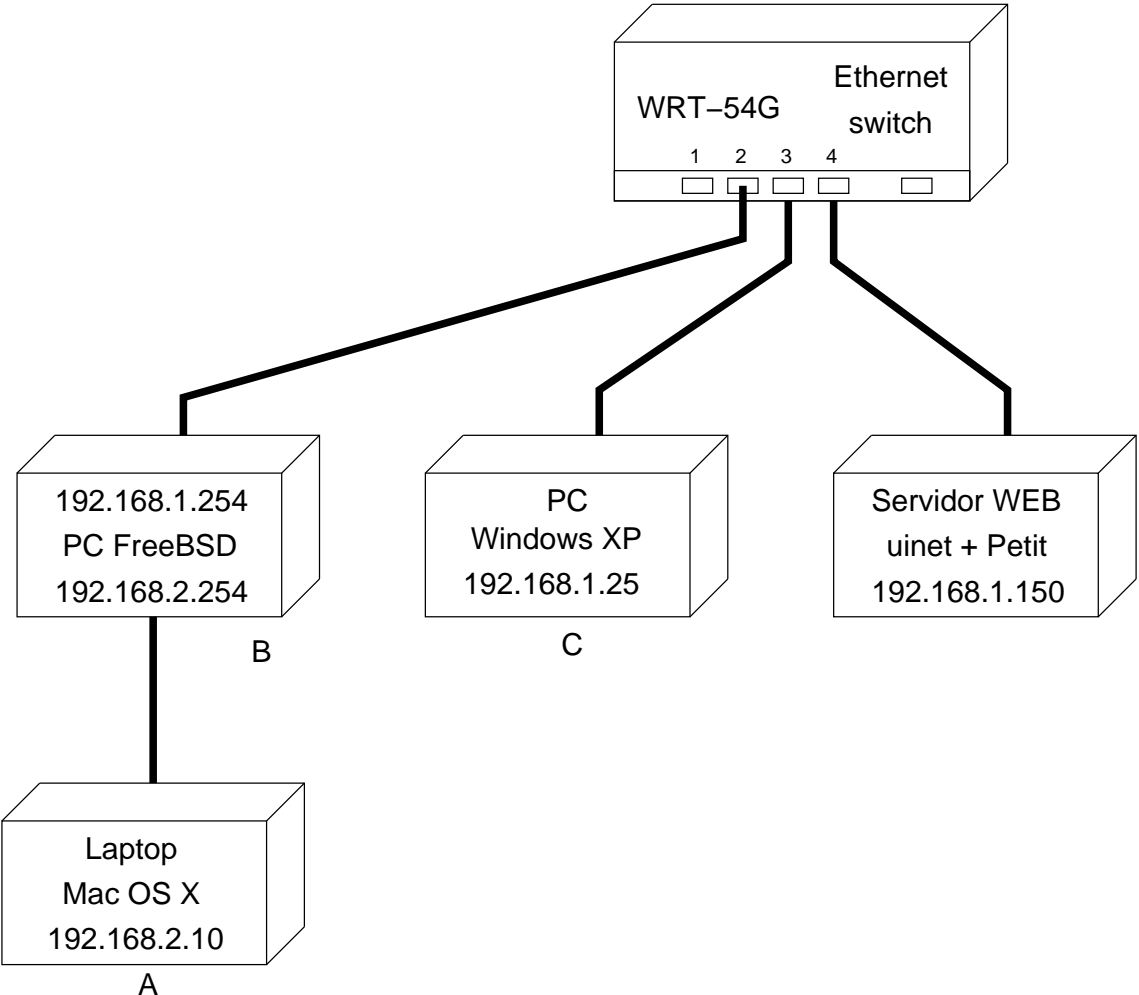 Ethernet
WRT−54G
switch
1 2 3 4
192.168.1.254
PC FreeBSD
192.168.2.254
B
PC
Windows XP
192.168.1.25
C
Servidor WEB
uinet + Petit
192.168.1.150
Laptop
Mac OS X
192.168.2.10
A